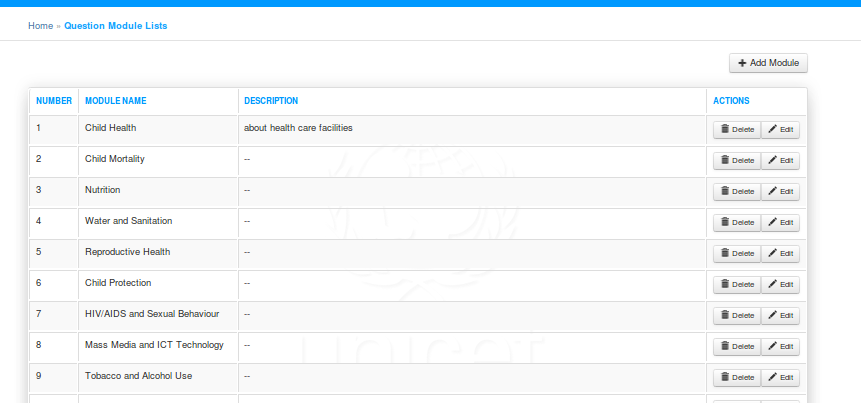 Home » Question Module Lists
Add Module
NUMBER MODULE NAME DESCRIPTION ACTIONS
1 Child Health about health care facilities Delete Edit
2 Child Mortality -- Delete Edit
3 Nutrition -- Delete Edit
4 Water and Sanitation -- Delete Edit
5 Reproductive Health -- Delete Edit
6 Child Protection -- Delete Edit
7 HIV/AIDS and Sexual Behaviour -- Delete Edit
8 Mass Media and ICT Technology -- Delete Edit
unicef
9 Tobacco and Alcohol Use -- Delete Edit